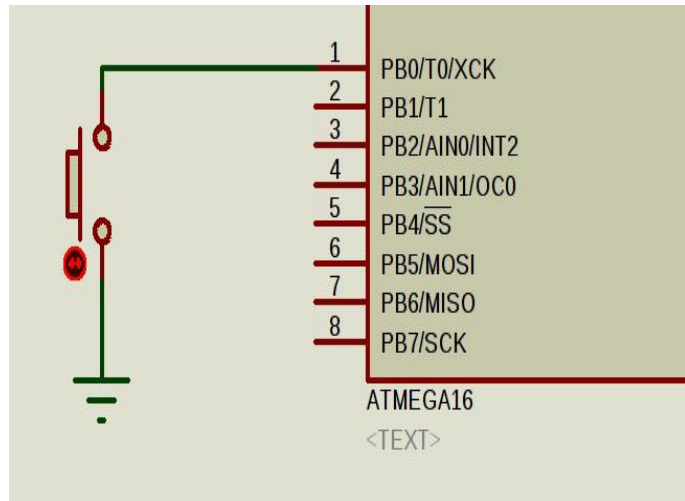 1 PB0/T0/XCK
2 PB1/T1
3 PB2/AIN0/INT2
4 PB3/AIN1/OC0
5 PB4/SS
6 PB5/MOSI
7 PB6/MISO
8 PB7/SCK
ATMEGA16
<TEXT>